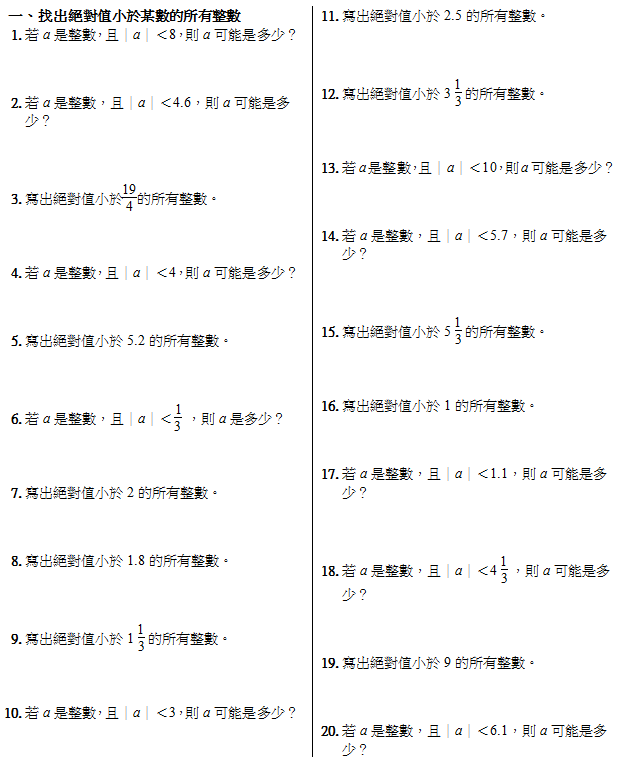 一、找出絕對值小於某數的所有整數
1. 若 a 是整數，且｜a｜＜8，則 a 可能是多少？
2. 若 a 是整數，且｜a｜＜4.6，則 a 可能是多
少？
3. 寫出絕對值小於 19/4 的所有整數。
4. 若 a 是整數，且｜a｜＜4，則 a 可能是多少？
5. 寫出絕對值小於 5.2 的所有整數。
6. 若 a 是整數，且｜a｜＜1/3，則 a 是多少？
7. 寫出絕對值小於 2 的所有整數。
8. 寫出絕對值小於 1.8 的所有整數。
9. 寫出絕對值小於 1 1/3 的所有整數。
10. 若 a 是整數，且｜a｜＜3，則 a 可能是多少？
11. 寫出絕對值小於 2.5 的所有整數。
12. 寫出絕對值小於 3 1/3 的所有整數。
13. 若 a 是整數，且｜a｜＜10，則 a 可能是多少？
14. 若 a 是整數，且｜a｜＜5.7，則 a 可能是多
少？
15. 寫出絕對值小於 5 1/3 的所有整數。
16. 寫出絕對值小於 1 的所有整數。
17. 若 a 是整數，且｜a｜＜1.1，則 a 可能是多
少？
18. 若 a 是整數，且｜a｜＜4 1/3，則 a 可能是多
少？
19. 寫出絕對值小於 9 的所有整數。
20. 若 a 是整數，且｜a｜＜6.1，則 a 可能是多
少？